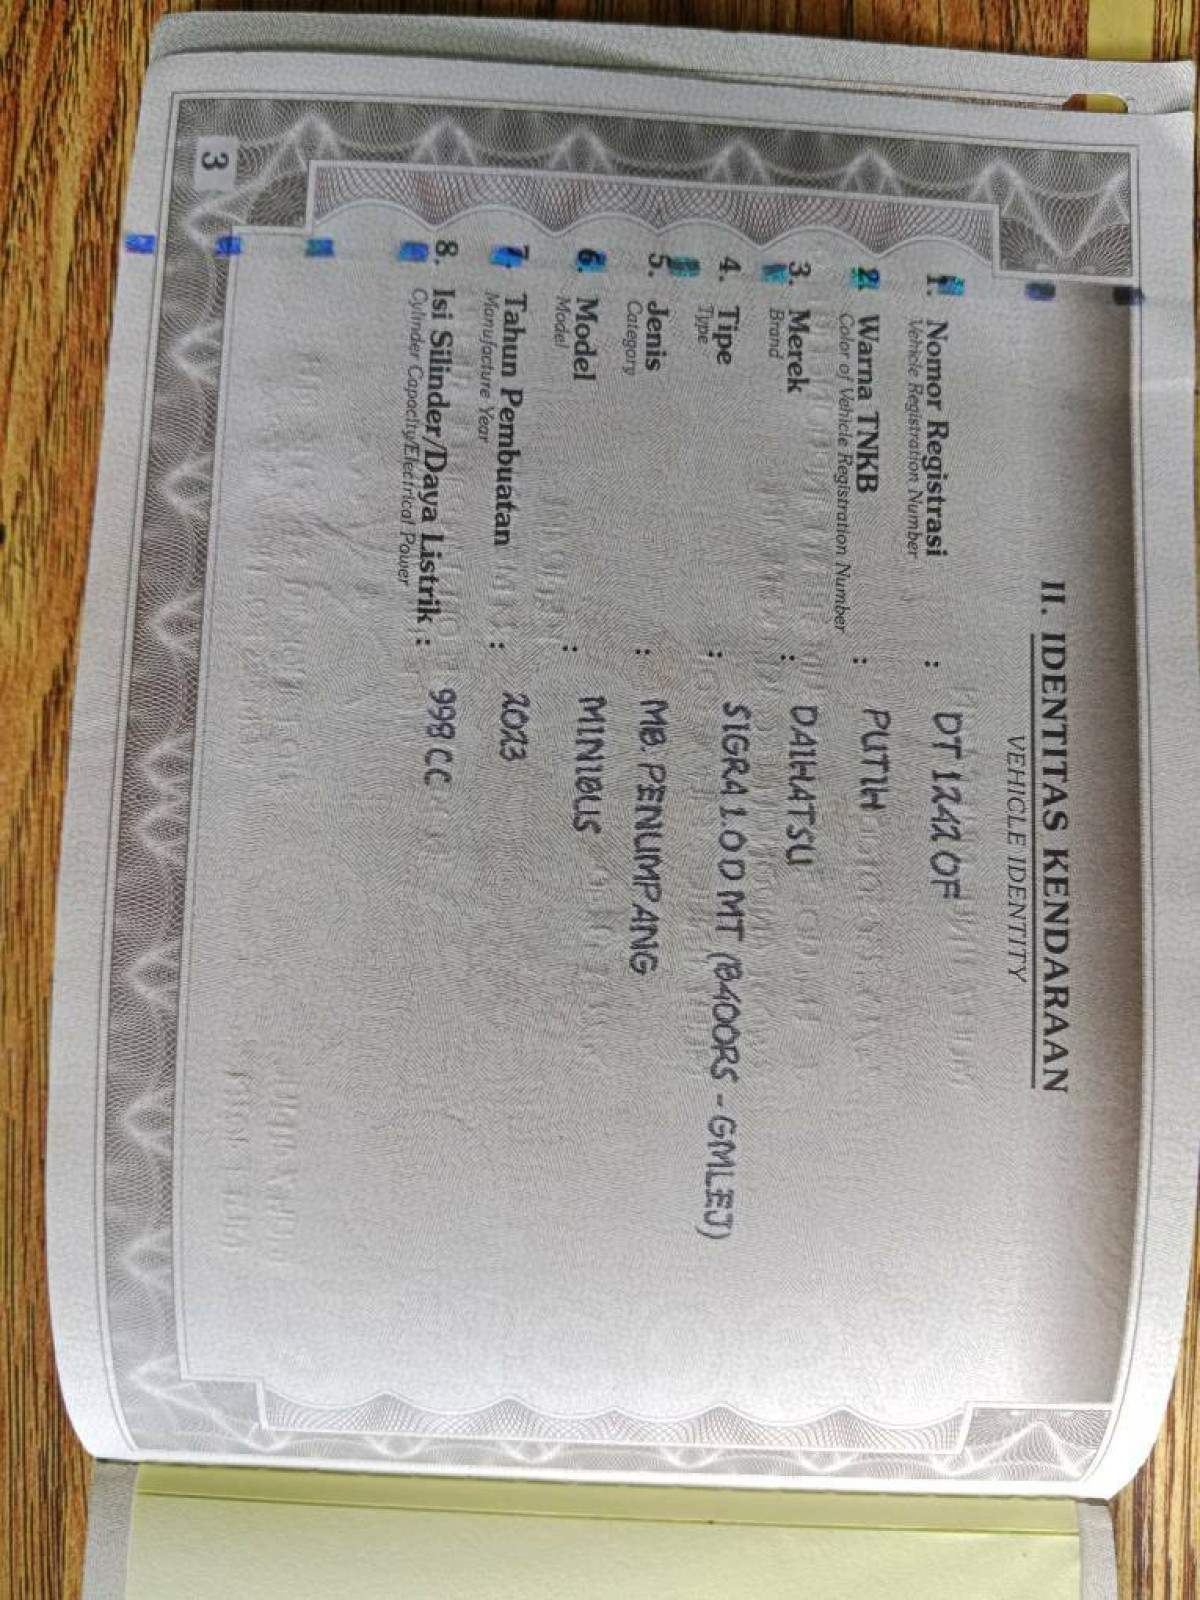 II. IDENTITAS KENDARAAN
VEHICLE IDENTITY
1. Nomor Registrasi : DT 1242 OF
Vehicle Registration Number
2. Warna TNKB : PUTIH
Color of Vehicle Registration Number
3. Merek : DAIHATSU
Brand
4. Tipe : SIGRA 1.0 D MT (B400RS - GMLEJ)
Type
5. Jenis : MB. PENUMPANG
Category
6. Model : MINIBUS
Model
7. Tahun Pembuatan : 2023
Manufacture Year
8. Isi Silinder/Daya Listrik : 998 CC
Cylinder Capacity/Electrical Power
3